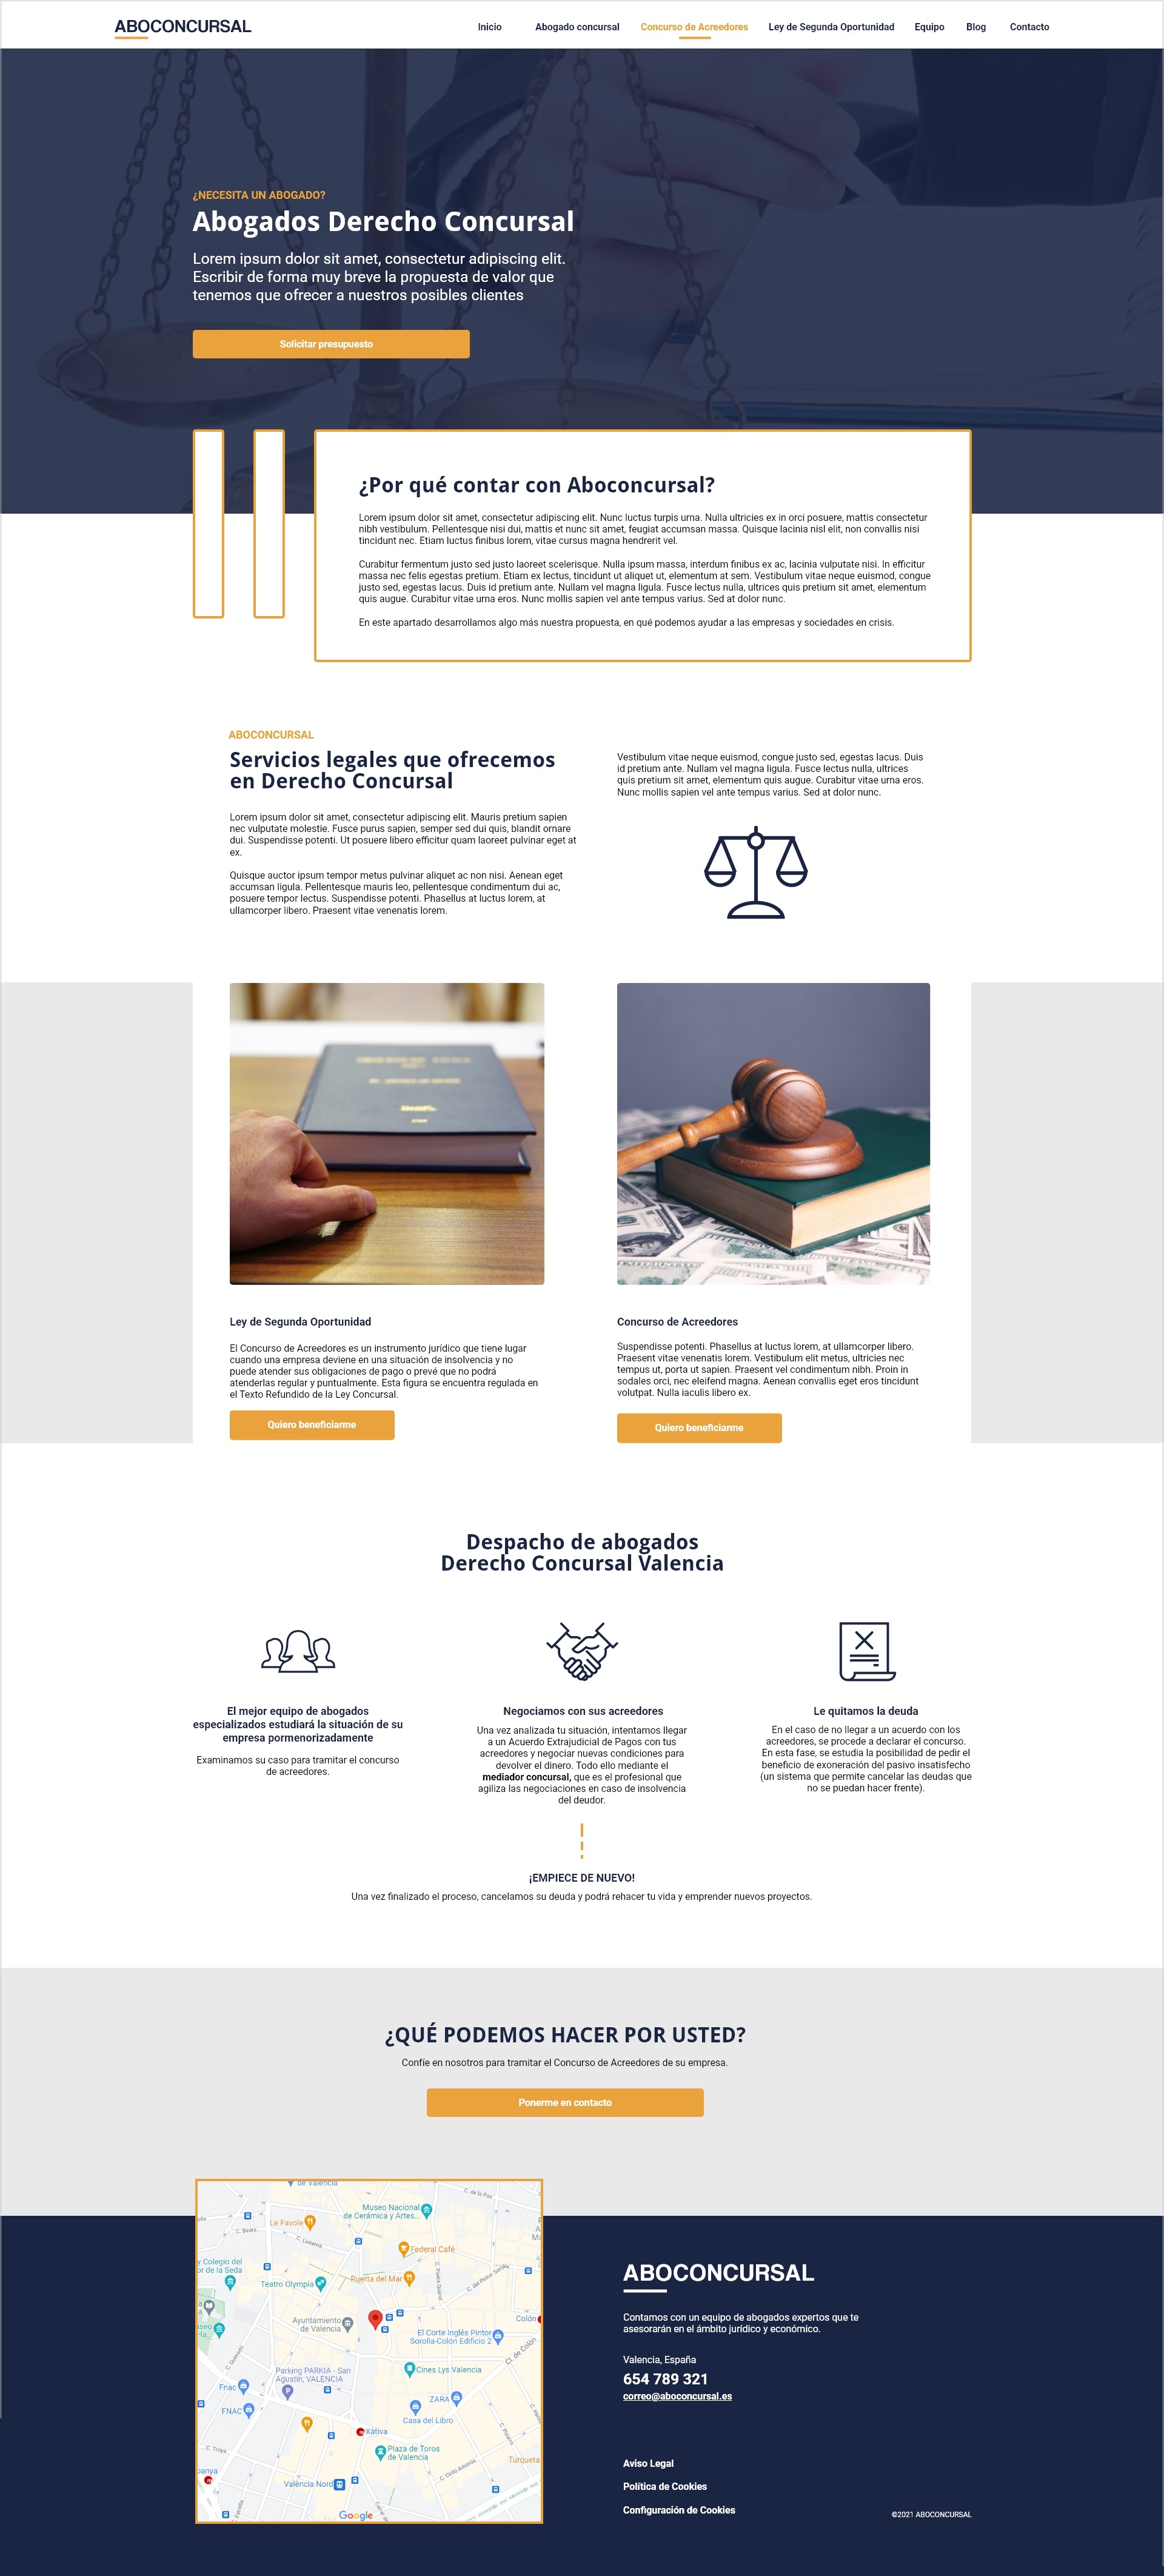 ABOCONCURSAL
Inicio Abogado concursal Concurso de Acreedores Ley de Segunda Oportunidad Equipo Blog Contacto
¿NECESITA UN ABOGADO?
Abogados Derecho Concursal
Lorem ipsum dolor sit amet, consectetur adipiscing elit.
Escribir de forma muy breve la propuesta de valor que
tenemos que ofrecer a nuestros posibles clientes
Solicitar presupuesto
¿Por qué contar con Aboconcursal?
Lorem ipsum dolor sit amet, consectetur adipiscing elit. Nunc luctus turpis urna. Nulla ultricies ex in orci posuere, mattis consectetur
nibh vestibulum. Pellentesque nisi dui, mattis et nunc sit amet, feugiat accumsan massa. Quisque lacinia nisl elit, non convallis nisi
tincidunt nec. Etiam luctus finibus lorem, vitae cursus magna hendrerit vel.
Curabitur fermentum justo sed justo laoreet scelerisque. Nulla ipsum massa, interdum finibus ex ac, lacinia vulputate nisi. In efficitur
massa nec felis egestas pretium. Etiam ex lectus, tincidunt ut aliquet ut, elementum at sem. Vestibulum vitae neque euismod, congue
justo sed, egestas lacus. Duis id pretium ante. Nullam vel magna ligula. Fusce lectus nulla, ultrices quis pretium sit amet, elementum
quis augue. Curabitur vitae urna eros. Nunc mollis sapien vel ante tempus varius. Sed at dolor nunc.
En este apartado desarrollamos algo más nuestra propuesta, en qué podemos ayudar a las empresas y sociedades en crisis.
ABOCONCURSAL
Servicios legales que ofrecemos
en Derecho Concursal
Lorem ipsum dolor sit amet, consectetur adipiscing elit. Mauris pretium sapien
nec vulputate molestie. Fusce purus sapien, semper sed dui quis, blandit ornare
dui. Suspendisse potenti. Ut posuere libero efficitur quam laoreet pulvinar eget at
ex.
Quisque auctor ipsum tempor metus pulvinar aliquet ac non nisi. Aenean eget
accumsan ligula. Pellentesque mauris leo, pellentesque condimentum dui ac,
posuere tempor lectus. Suspendisse potenti. Phasellus at luctus lorem, at
ullamcorper libero. Praesent vitae venenatis lorem.
Vestibulum vitae neque euismod, congue justo sed, egestas lacus. Duis
id pretium ante. Nullam vel magna ligula. Fusce lectus nulla, ultrices
quis pretium sit amet, elementum quis augue. Curabitur vitae urna eros.
Nunc mollis sapien vel ante tempus varius. Sed at dolor nunc.
Ley de Segunda Oportunidad
El Concurso de Acreedores es un instrumento jurídico que tiene lugar
cuando una empresa deviene en una situación de insolvencia y no
puede atender sus obligaciones de pago o prevé que no podrá
atenderlas regular y puntualmente. Esta figura se encuentra regulada en
el Texto Refundido de la Ley Concursal.
Quiero beneficiarme
Concurso de Acreedores
Suspendisse potenti. Phasellus at luctus lorem, at ullamcorper libero.
Praesent vitae venenatis lorem. Vestibulum elit metus, ultricies nec
tempus ut, porta ut sapien. Praesent vel condimentum nibh. Proin in
sodales orci, nec eleifend magna. Aenean convallis eget eros tincidunt
volutpat. Nulla iaculis libero ex.
Quiero beneficiarme
Despacho de abogados
Derecho Concursal Valencia
El mejor equipo de abogados
especializados estudiará la situación de su
empresa pormenorizadamente
Examinamos su caso para tramitar el concurso
de acreedores.
Negociamos con sus acreedores
Una vez analizada tu situación, intentamos llegar
a un Acuerdo Extrajudicial de Pagos con tus
acreedores y negociar nuevas condiciones para
devolver el dinero. Todo ello mediante el
mediador concursal, que es el profesional que
agiliza las negociaciones en caso de insolvencia
del deudor.
Le quitamos la deuda
En el caso de no llegar a un acuerdo con los
acreedores, se procede a declarar el concurso.
En esta fase, se estudia la posibilidad de pedir el
beneficio de exoneración del pasivo insatisfecho
(un sistema que permite cancelar las deudas que
no se puedan hacer frente).
¡EMPIECE DE NUEVO!
Una vez finalizado el proceso, cancelamos su deuda y podrá rehacer tu vida y emprender nuevos proyectos.
¿QUÉ PODEMOS HACER POR USTED?
Confíe en nosotros para tramitar el Concurso de Acreedores de su empresa.
Ponerme en contacto
de Valencia
C. de la Paz
Museo Nacional
de Cerámica y Artes...
Le Favole
C. Beata
Federal Café
y Colegio del
or de la Seda
Teatro Olympia
Puerta del Mar
C. del Pintor Sorolla
Ayuntamiento
de Valencia
Colón
El Corte Inglés Pintor
Sorolla-Colón Edificio 2
C. de Colón
Parking PARKIA - San
Agustín, VALENCIA
Cines Lys Valencia
Fnac
ZARA
FNAC
Casa del Libro
Xàtiva
Plaza de Toros
de Valencia
Turqueta
València Nord
Google
ABOCONCURSAL
Contamos con un equipo de abogados expertos que te
asesorarán en el ámbito jurídico y económico.
Valencia, España
654 789 321
correo@aboconcursal.es
Aviso Legal
Política de Cookies
Configuración de Cookies
©2021 ABOCONCURSAL